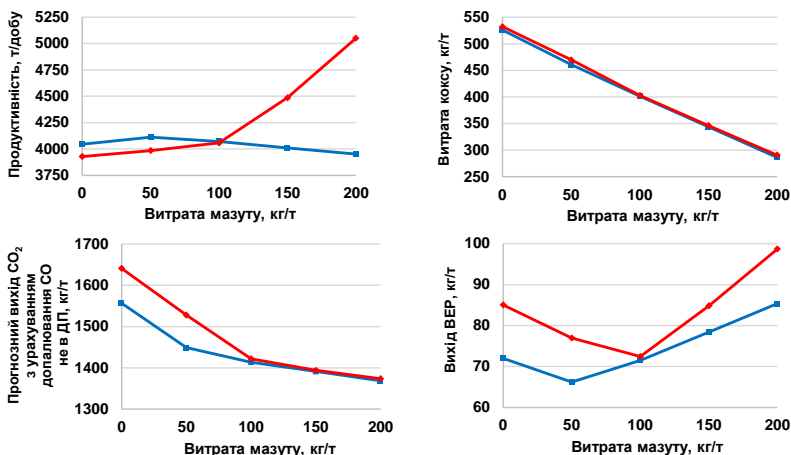 Продуктивність, т/добу
5250
5000
4750
4500
4250
4000
3750
0 50 100 150 200
Витрата мазуту, кг/т
Витрата коксу, кг/т
550
500
450
400
350
300
250
0 50 100 150 200
Витрата мазуту, кг/т
Прогнозний вихід CO₂
з урахуванням
допалювання CO
не в ДП, кг/т
1700
1600
1500
1400
1300
0 50 100 150 200
Витрата мазуту, кг/т
Вихід ВЕР, кг/т
100
90
80
70
60
0 50 100 150 200
Витрата мазуту, кг/т